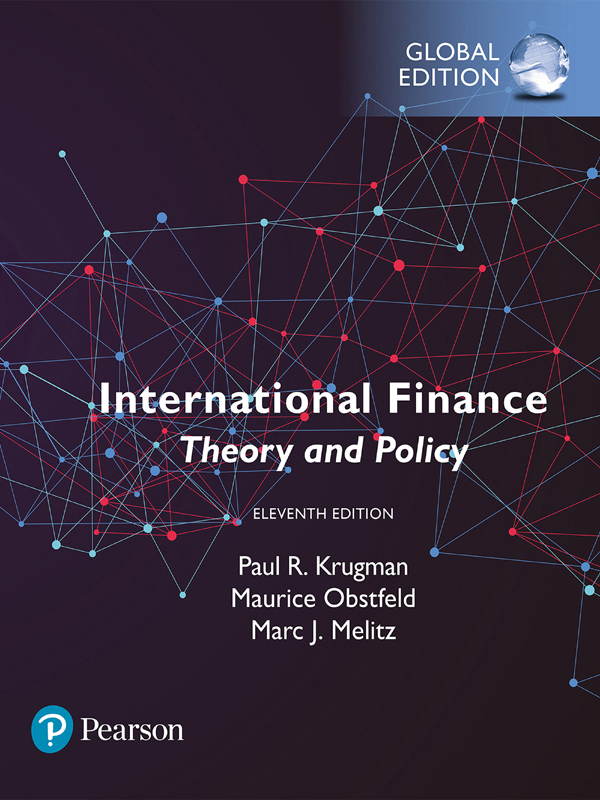 GLOBAL
EDITION
International Finance
Theory and Policy
ELEVENTH EDITION
Paul R. Krugman
Maurice Obstfeld
Marc J. Melitz
Pearson